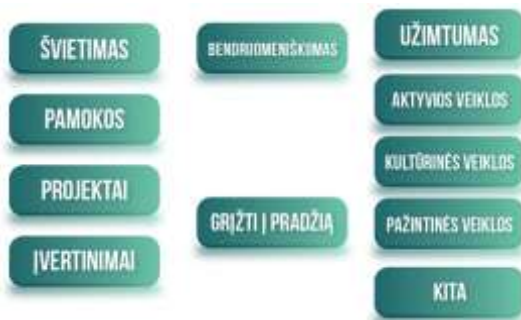 ŠVIETIMAS
PAMOKOS
PROJEKTAI
ĮVERTINIMAI
BENDRUOMENIŠKUMAS
GRĮŽTI Į PRADŽIĄ
UŽIMTUMAS
AKTYVIOS VEIKLOS
KULTŪRINĖS VEIKLOS
PAŽINTINĖS VEIKLOS
KITA